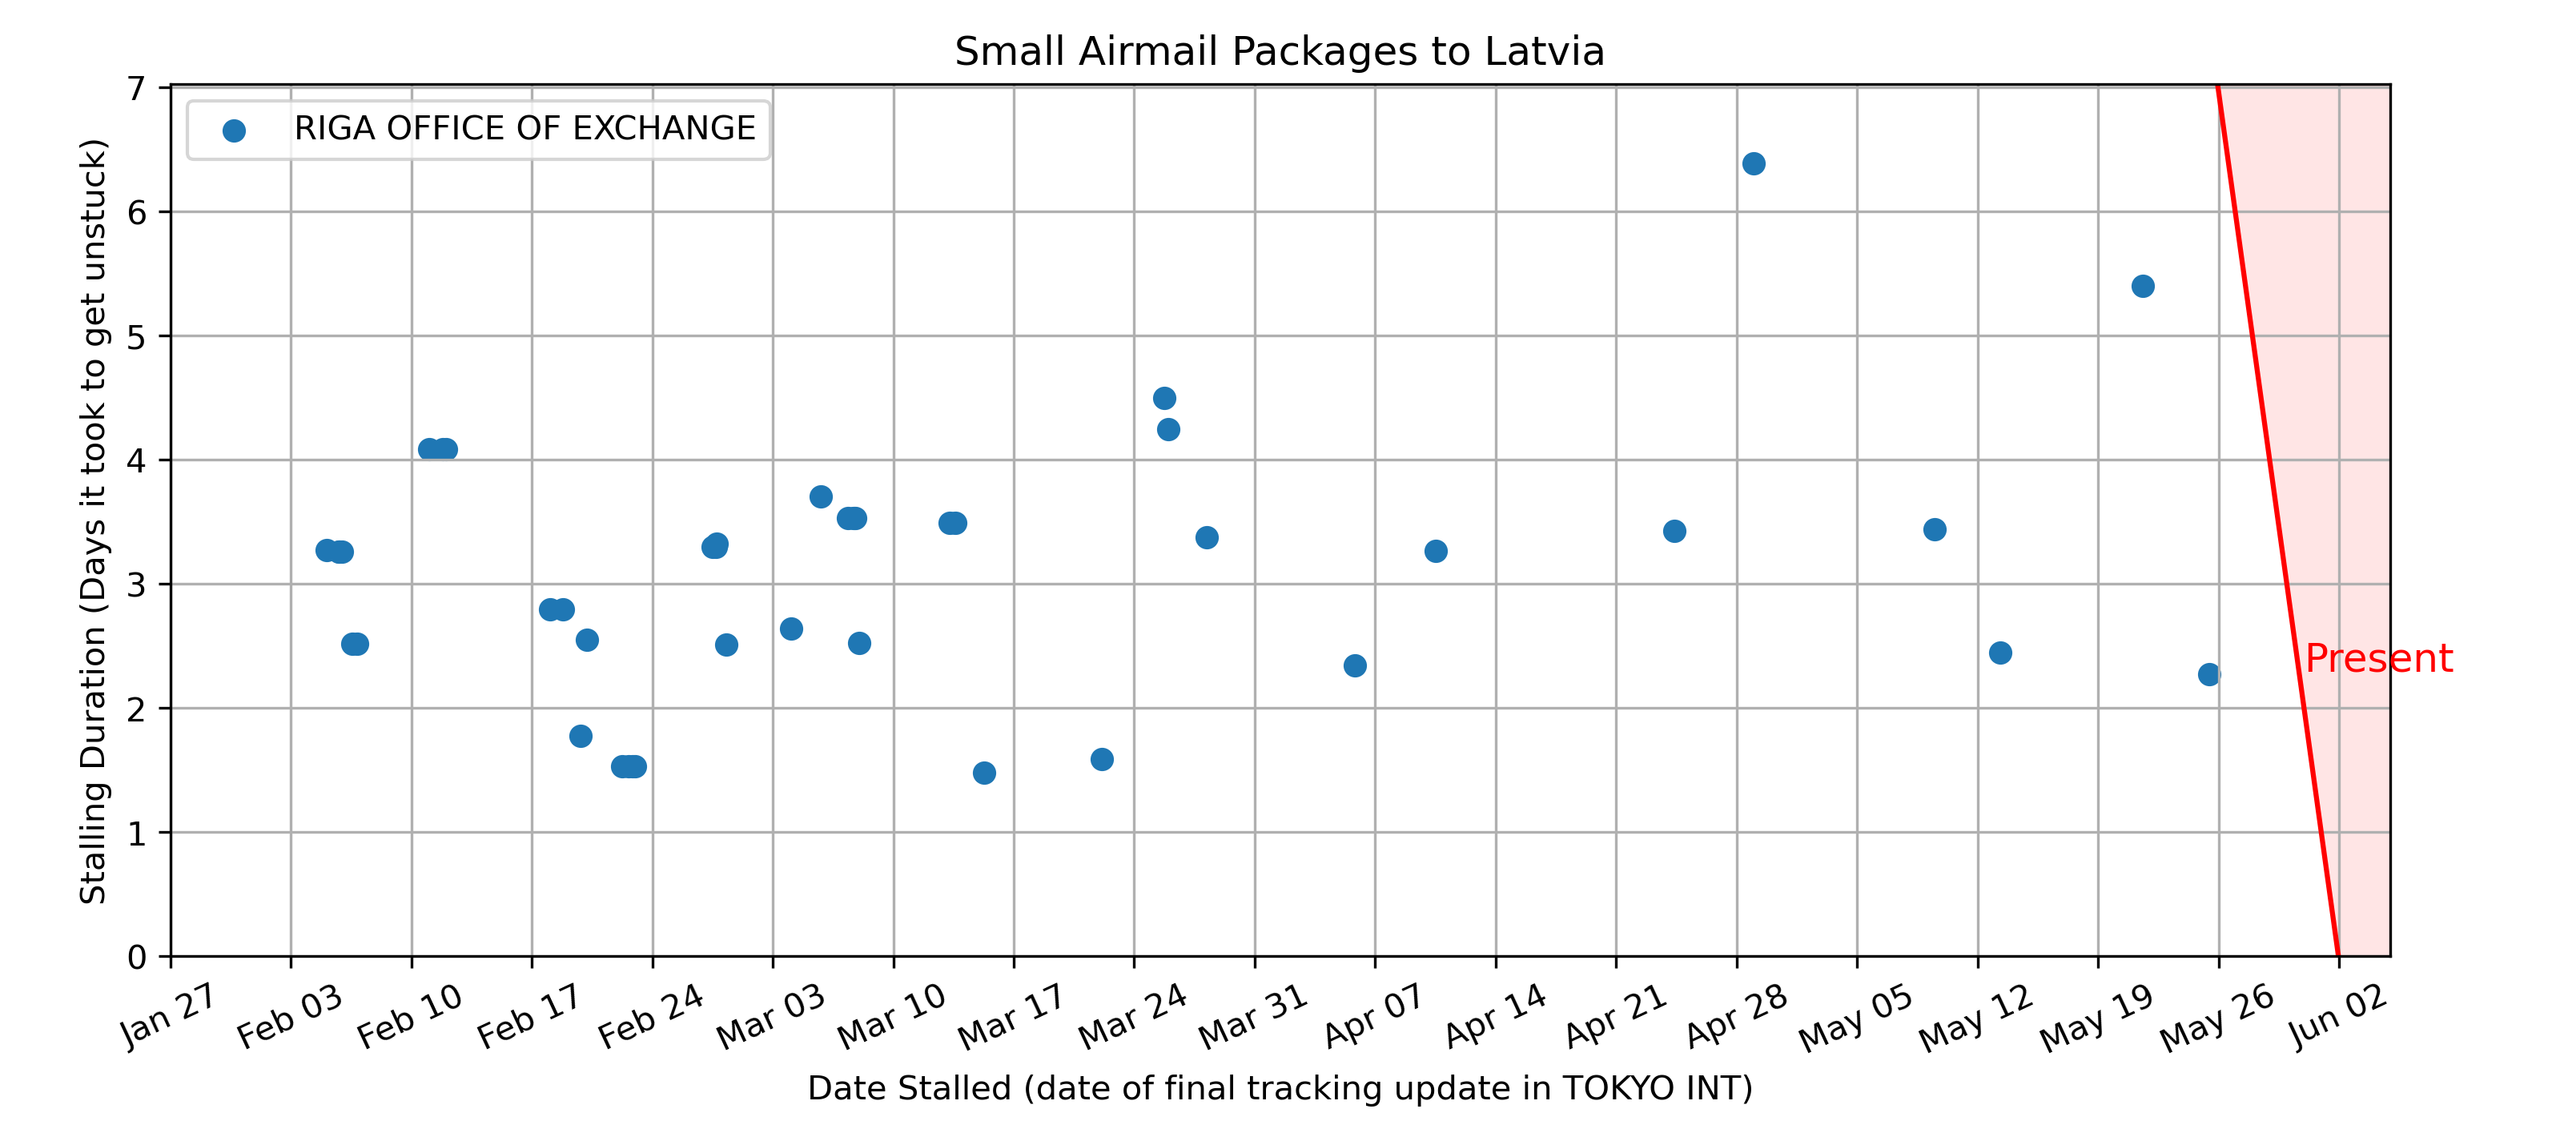 Small Airmail Packages to Latvia
RIGA OFFICE OF EXCHANGE
Stalling Duration (Days it took to get unstuck)
7
6
5
4
3
2
1
0
Present
Jan 27 Feb 03 Feb 10 Feb 17 Feb 24 Mar 03 Mar 10 Mar 17 Mar 24 Mar 31 Apr 07 Apr 14 Apr 21 Apr 28 May 05 May 12 May 19 May 26 Jun 02
Date Stalled (date of final tracking update in TOKYO INT)